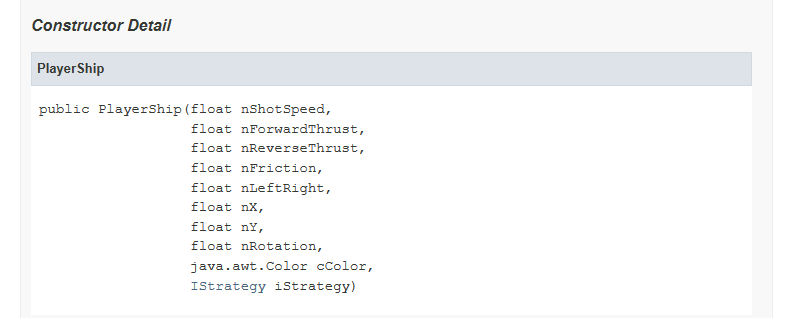 Constructor Detail
PlayerShip
public PlayerShip(float nShotSpeed,
float nForwardThrust,
float nReverseThrust,
float nFriction,
float nLeftRight,
float nX,
float nY,
float nRotation,
java.awt.Color cColor,
IStrategy iStrategy)